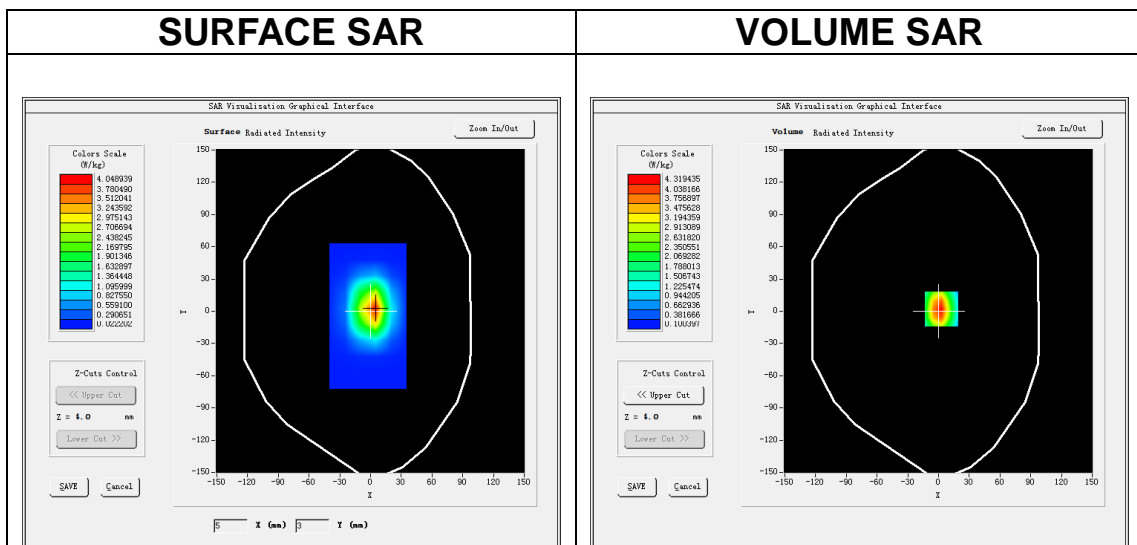 SURFACE SAR
VOLUME SAR
SAR Visualisation Graphical Interface
Surface Radiated Intensity
Zoom In/Out
Colors Scale
(W/kg)
4.048939
3.780490
3.512041
3.243592
2.975143
2.706694
2.438245
2.169795
1.901346
1.632897
1.364448
1.095999
0.827550
0.559100
0.290651
0.022202
150
120
90
60
30
0
-30
-60
-90
-120
-150
Y
-150 -120 -90 -60 -30 0 30 60 90 120 150
X
Z-Cuts Control
<< Upper Cut
Z = 4.0 mm
Lower Cut >>
SAVE Cancel
5 X (mm) 3 Y (mm)
SAR Visualisation Graphical Interface
Volume Radiated Intensity
Zoom In/Out
Colors Scale
(W/kg)
4.319435
4.038166
3.756897
3.475628
3.194359
2.913089
2.631820
2.350551
2.069282
1.788013
1.506743
1.225474
0.944205
0.662936
0.381666
0.100397
150
120
90
60
30
0
-30
-60
-90
-120
-150
Y
-150 -120 -90 -60 -30 0 30 60 90 120 150
X
Z-Cuts Control
<< Upper Cut
Z = 4.0 mm
Lower Cut >>
SAVE Cancel